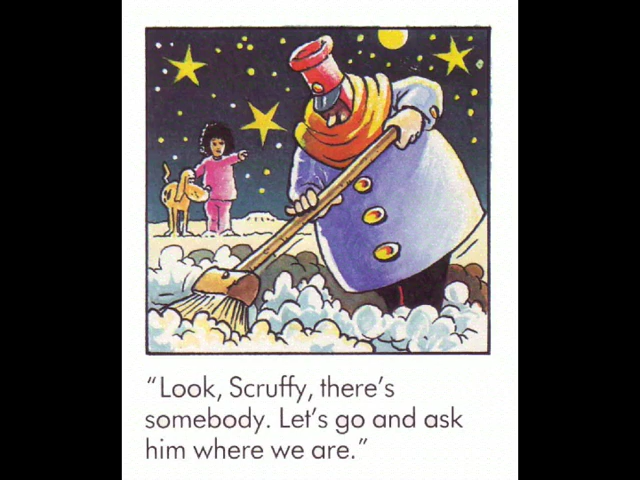 “Look, Scruffy, there’s
somebody. Let’s go and ask
him where we are.”